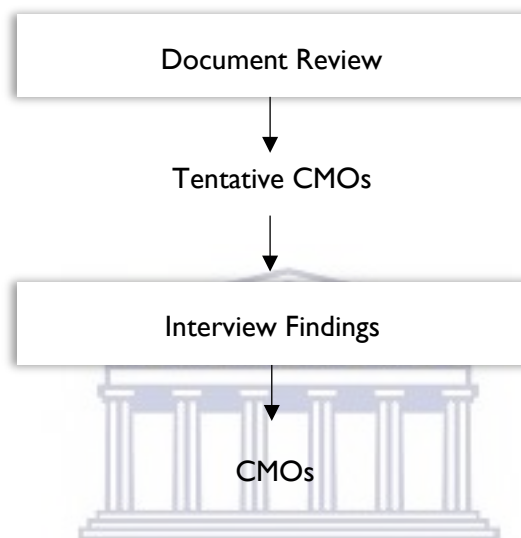 Document Review
Tentative CMOs
Interview Findings
CMOs